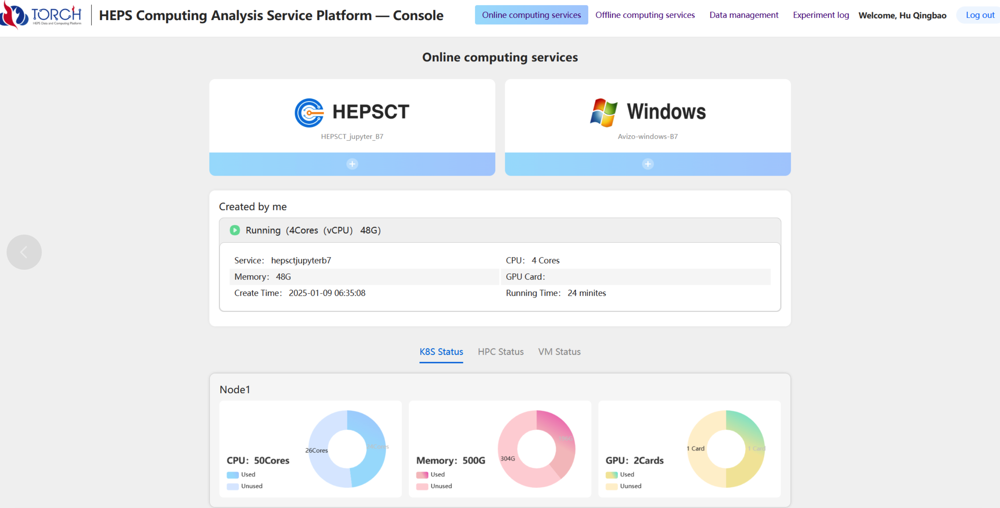 TORCH
HEPS Data and Computing Platform
HEPS Computing Analysis Service Platform — Console
Online computing services
Offline computing services
Data management
Experiment log
Welcome, Hu Qingbao
Log out
Online computing services
HEPSCT
HEPSCT_jupyter_B7
Windows
Avizo-windows-B7
Created by me
Running (4Cores (vCPU) 48G)
Service: hepsctjupyterb7
CPU: 4 Cores
Memory: 48G
GPU Card:
Create Time: 2025-01-09 06:35:08
Running Time: 24 minites
K8S Status
HPC Status
VM Status
Node1
CPU: 50Cores
Used
Unused
26Cores
24Cores
Memory: 500G
Used
Unused
304G
196G
GPU: 2Cards
Used
Uunsed
1 Card
1 Card